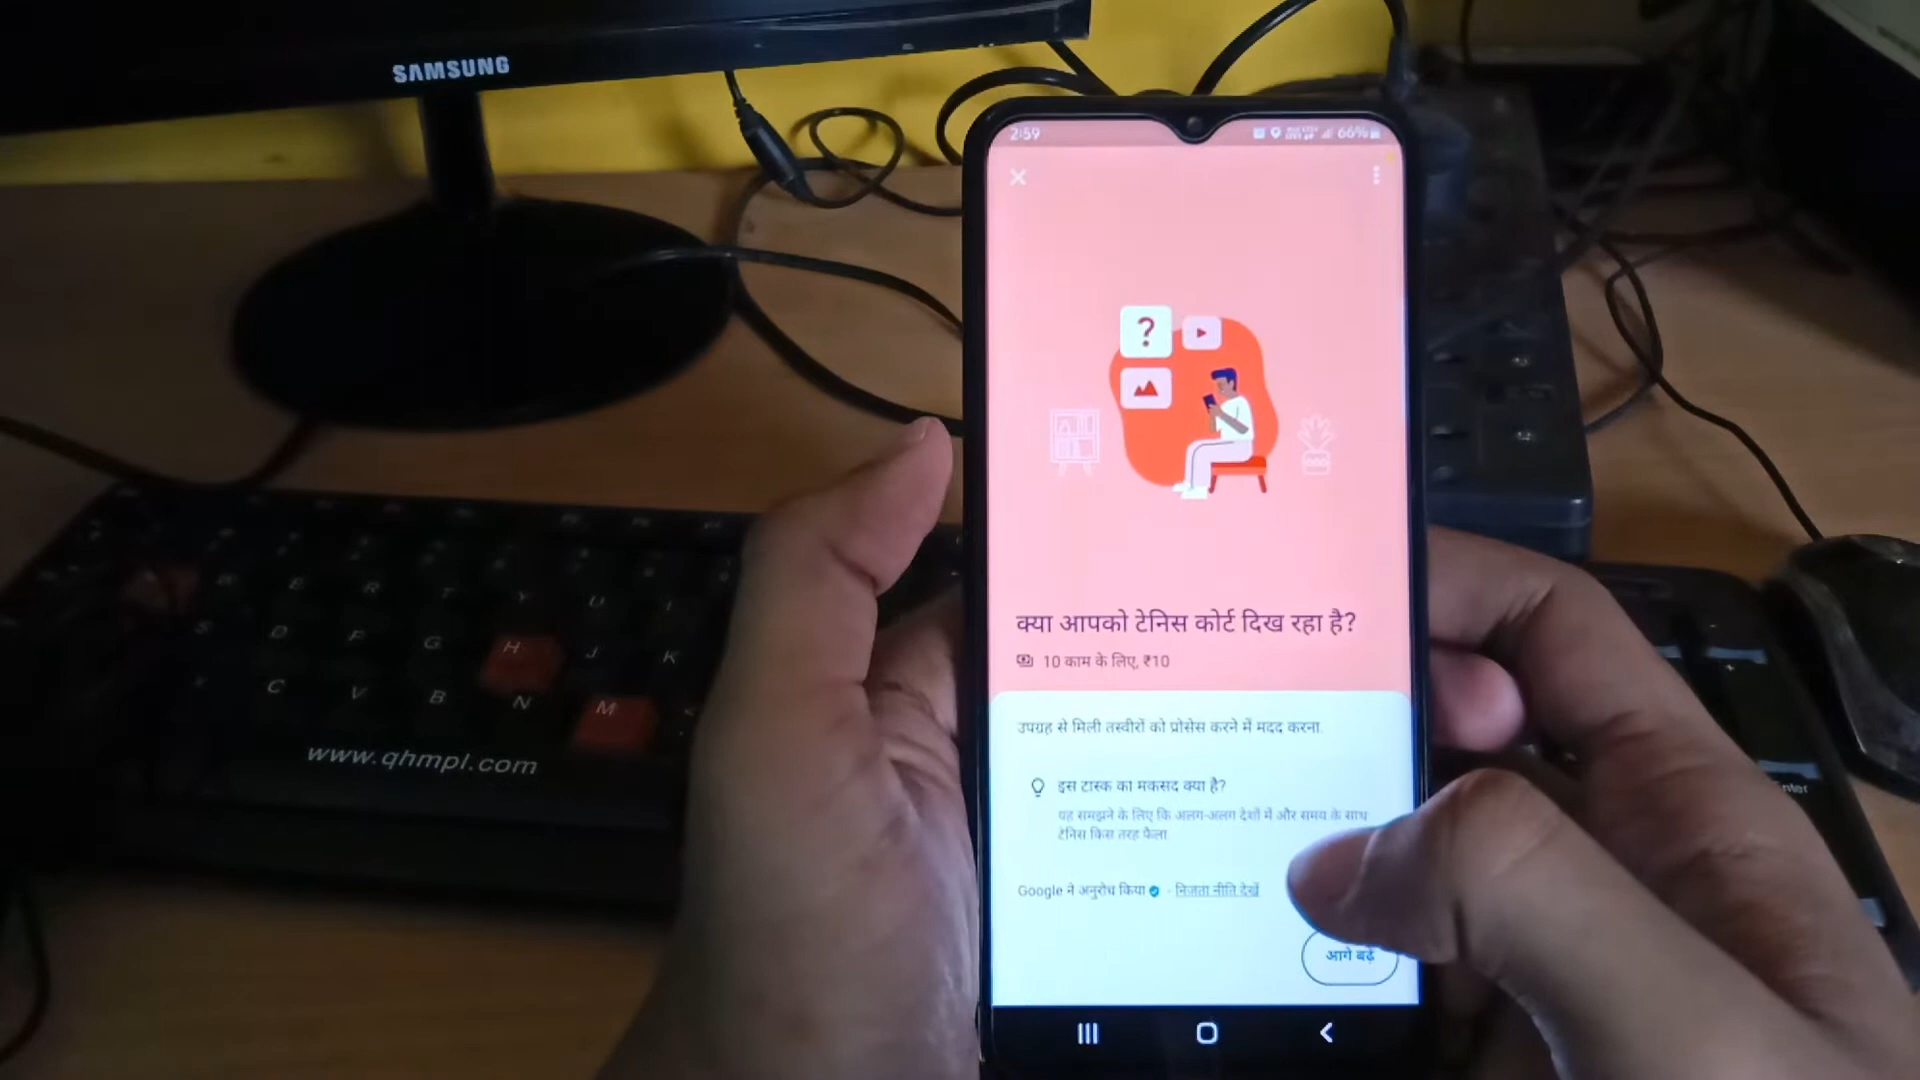 SAMSUNG
2:59
66%
?
क्या आपको टेनिस कोर्ट दिख रहा है?
10 काम के लिए, ₹10
उपग्रह से मिली तस्वीरों को प्रोसेस करने में मदद करना.
इस टास्क का मकसद क्या है?
यह समझने के लिए कि अलग-अलग देशों में और समय के साथ
टेनिस किस तरह फैला
Google ने अनुरोध किया - निजता नीति देखें
आगे बढ़ें
E R T Y U I
S D F G H J K
C V B N M <
www.qhmpl.com